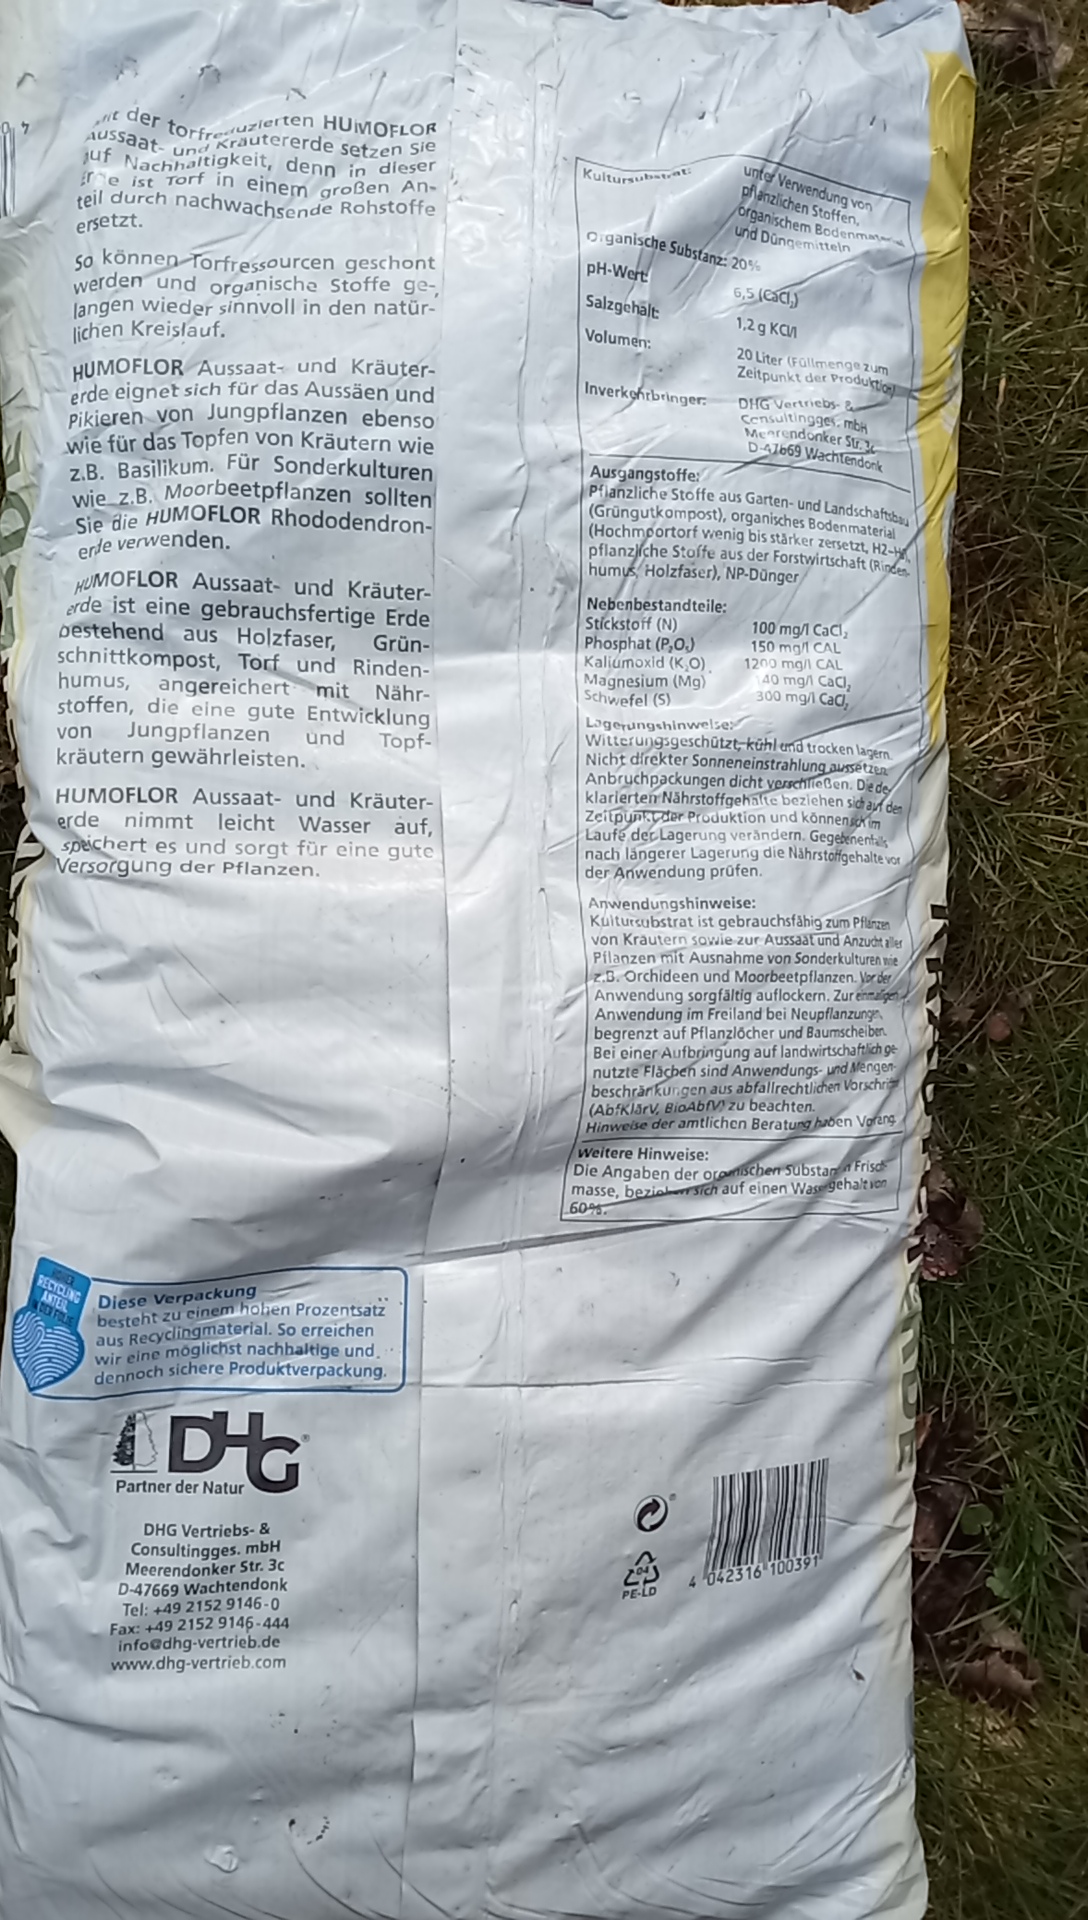 der torfreduzierten HUMOFLOR
Aussaat- und Kräutererde setzen Sie
auf Nachhaltigkeit, denn in dieser
ist Torf in einem großen An-
teil durch nachwachsende Rohstoffe
ersetzt.
So können Torfressourcen geschont
werden und organische Stoffe ge-
langen wieder sinnvoll in den natür-
lichen Kreislauf.
HUMOFLOR Aussaat- und Kräuter-
erde eignet sich für das Aussäen und
Pikieren von Jungpflanzen ebenso
wie für das Topfen von Kräutern wie
z.B. Basilikum. Für Sonderkulturen
wie z.B. Moorbeetpflanzen sollten
Sie die HUMOFLOR Rhododendron-
erde verwenden.
HUMOFLOR Aussaat- und Kräuter-
erde ist eine gebrauchsfertige Erde
bestehend aus Holzfaser, Grün-
schnittkompost, Torf und Rinden-
humus, angereichert mit Nähr-
stoffen, die eine gute Entwicklung
von Jungpflanzen und Topf-
kräutern gewährleisten.
HUMOFLOR Aussaat- und Kräuter-
erde nimmt leicht Wasser auf,
speichert es und sorgt für eine gute
Versorgung der Pflanzen.
HOHER
RECYCLING
ANTEIL
IN DER FOLIE
Diese Verpackung
besteht zu einem hohen Prozentsatz
aus Recyclingmaterial. So erreichen
wir eine möglichst nachhaltige und
dennoch sichere Produktverpackung.
DHG®
Partner der Natur
DHG Vertriebs- &
Consultingges. mbH
Meerendonker Str. 3c
D-47669 Wachtendonk
Tel: +49 2152 9146-0
Fax: +49 2152 9146-444
info@dhg-vertrieb.de
www.dhg-vertrieb.com
Kultursubstrat: unter Verwendung von
pflanzlichen Stoffen,
organischem Bodenmaterial
und Düngemitteln
Organische Substanz: 20%
pH-Wert: 6,5 (CaCl₂)
Salzgehalt: 1,2 g KCl/l
Volumen: 20 Liter (Füllmenge zum
Zeitpunkt der Produktion)
Inverkehrbringer: DHG Vertriebs- &
Consultingges. mbH
Meerendonker Str. 3c
D-47669 Wachtendonk
Ausgangstoffe:
Pflanzliche Stoffe aus Garten- und Landschaftsbau
(Grüngutkompost), organisches Bodenmaterial
(Hochmoortorf wenig bis stärker zersetzt, H2-
pflanzliche Stoffe aus der Forstwirtschaft (Rinden-
humus, Holzfaser), NP-Dünger
Nebenbestandteile:
Stickstoff (N) 100 mg/l CaCl₂
Phosphat (P₂O₅) 150 mg/l CAL
Kaliumoxid (K₂O) 1200 mg/l CAL
Magnesium (Mg) 140 mg/l CaCl₂
Schwefel (S) 300 mg/l CaCl₂
Lagerungshinweise:
Witterungsgeschützt, kühl und trocken lagern.
Nicht direkter Sonneneinstrahlung aussetzen.
Anbruchpackungen dicht verschließen. Die de-
klarierten Nährstoffgehalte beziehen sich auf den
Zeitpunkt der Produktion und können sich im
Laufe der Lagerung verändern. Gegebenenfalls
nach längerer Lagerung die Nährstoffgehalte vor
der Anwendung prüfen.
Anwendungshinweise:
Kultursubstrat ist gebrauchsfähig zum Pflanzen
von Kräutern sowie zur Aussaat und Anzucht aller
Pflanzen mit Ausnahme von Sonderkulturen wie
z.B. Orchideen und Moorbeetpflanzen. Vor der
Anwendung sorgfältig auflockern. Zur einmaligen
Anwendung im Freiland bei Neupflanzungen,
begrenzt auf Pflanzlöcher und Baumscheiben.
Bei einer Aufbringung auf landwirtschaftlich ge-
nutzte Flächen sind Anwendungs- und Mengen-
beschränkungen aus abfallrechtlichen Vorschriften
(AbfKlärV, BioAbfV) zu beachten.
Hinweise der amtlichen Beratung haben Vorrang.
Weitere Hinweise:
Die Angaben der organischen Substanz in Frisch-
masse, beziehen sich auf einen Wassergehalt von
60%.
04
PE-LD
4 042316 100391